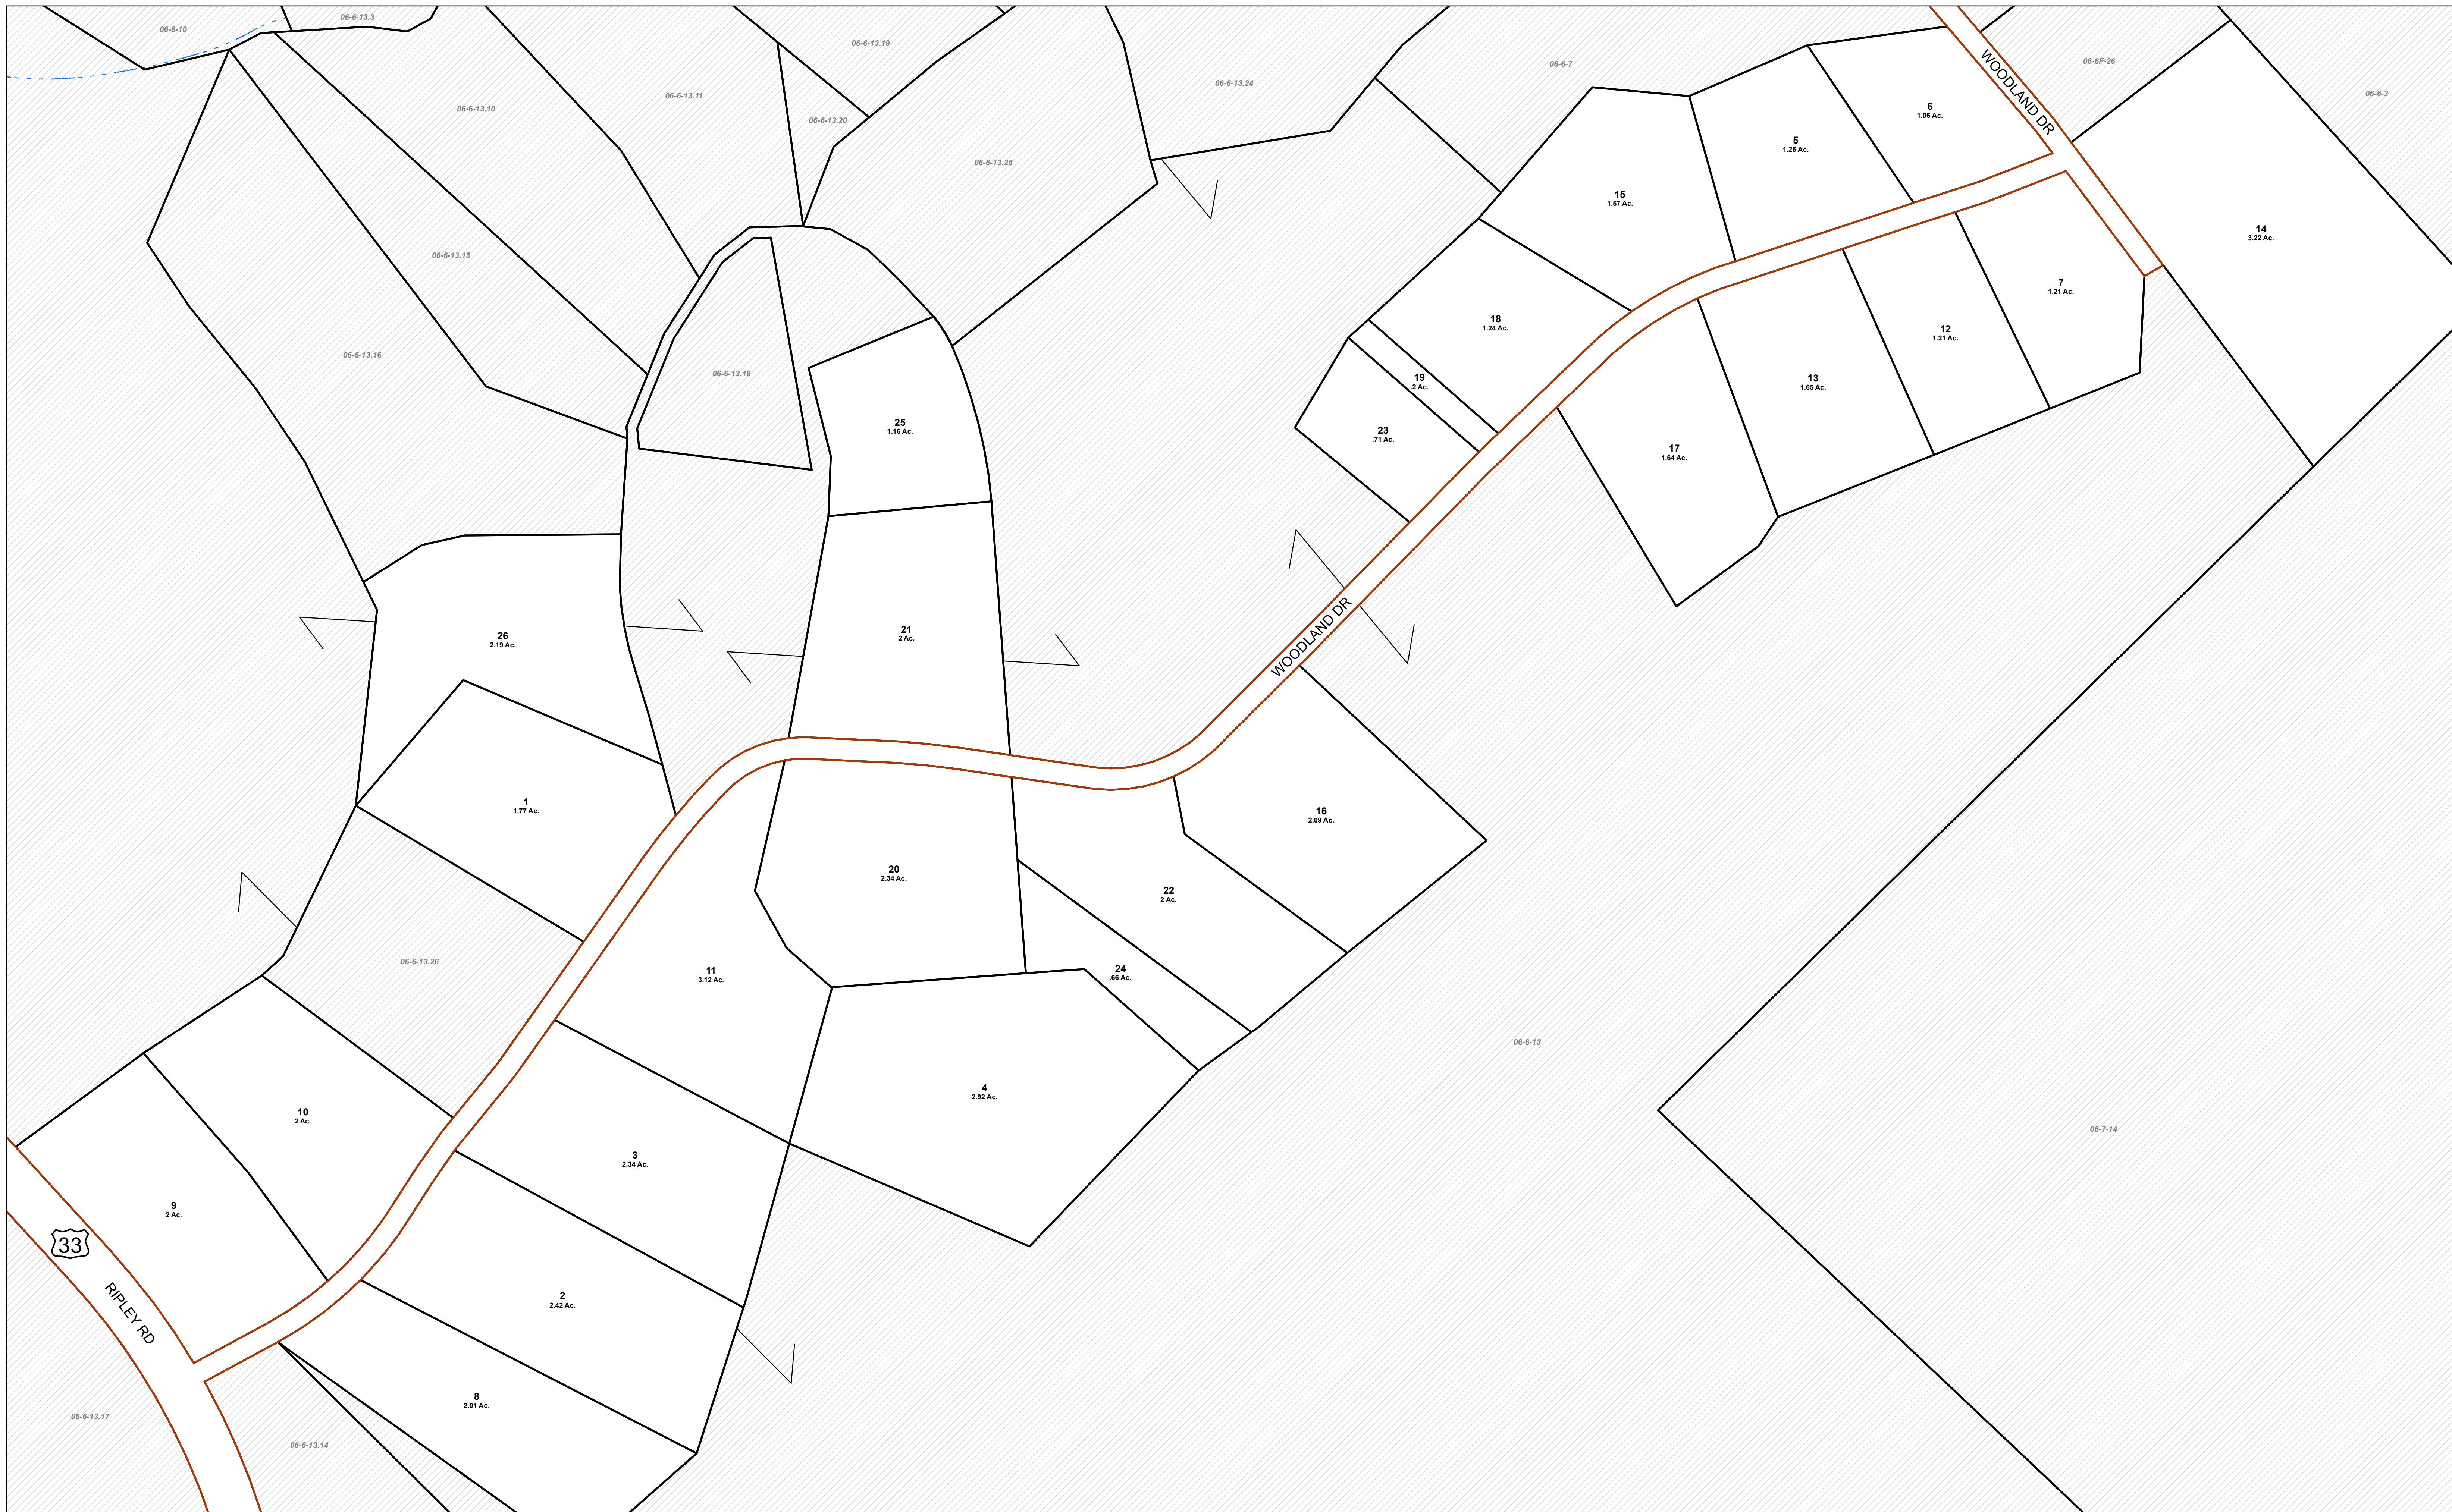 06-6-10
06-6-13.3
06-6-13.19
06-6-13.24
06-6-7
06-6F-26
06-6-3
WOODLAND DR
06-6-13.10
06-6-13.11
06-6-13.20
06-6-13.25
6
1.06 Ac.
5
1.25 Ac.
15
1.57 Ac.
14
3.22 Ac.
06-6-13.15
7
1.21 Ac.
18
1.24 Ac.
12
1.21 Ac.
06-6-13.16
06-6-13.18
19
.2 Ac.
13
1.65 Ac.
25
1.16 Ac.
23
.71 Ac.
17
1.64 Ac.
26
2.19 Ac.
21
2 Ac.
WOODLAND DR
1
1.77 Ac.
16
2.09 Ac.
20
2.34 Ac.
22
2 Ac.
06-6-13.26
11
3.12 Ac.
24
.66 Ac.
06-6-13
4
2.92 Ac.
10
2 Ac.
06-7-14
3
2.34 Ac.
9
2 Ac.
33
RIPLEY RD
2
2.42 Ac.
8
2.01 Ac.
06-6-13.17
06-6-13.14